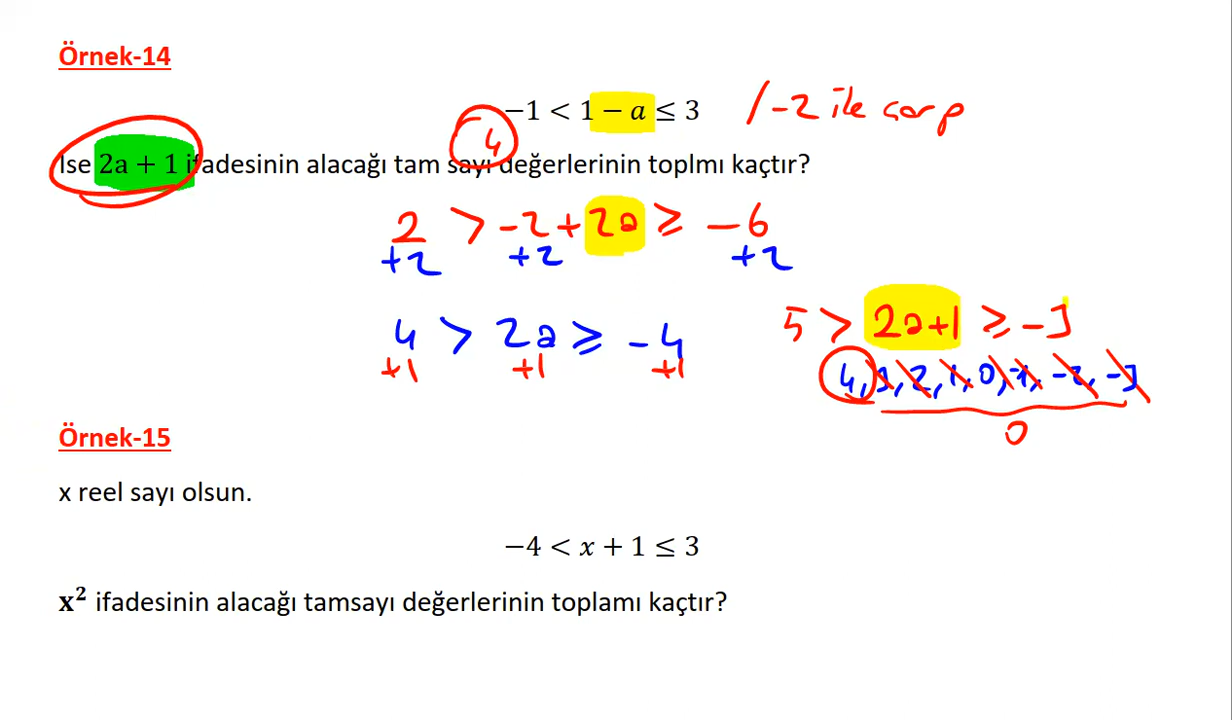 Örnek-14
−1 < 1 − a ≤ 3 /-2 ile çarp
4
Ise 2a + 1 ifadesinin alacağı tam sayı değerlerinin toplmı kaçtır?
2 > -2+2a ≥ -6
+2 +2 +2
5 > 2a+1 ≥ -3
4 > 2a ≥ -4
+1 +1 +1
4, 3, 2, 1, 0, -1, -2, -3
0
Örnek-15
x reel sayı olsun.
−4 < x + 1 ≤ 3
x² ifadesinin alacağı tamsayı değerlerinin toplamı kaçtır?